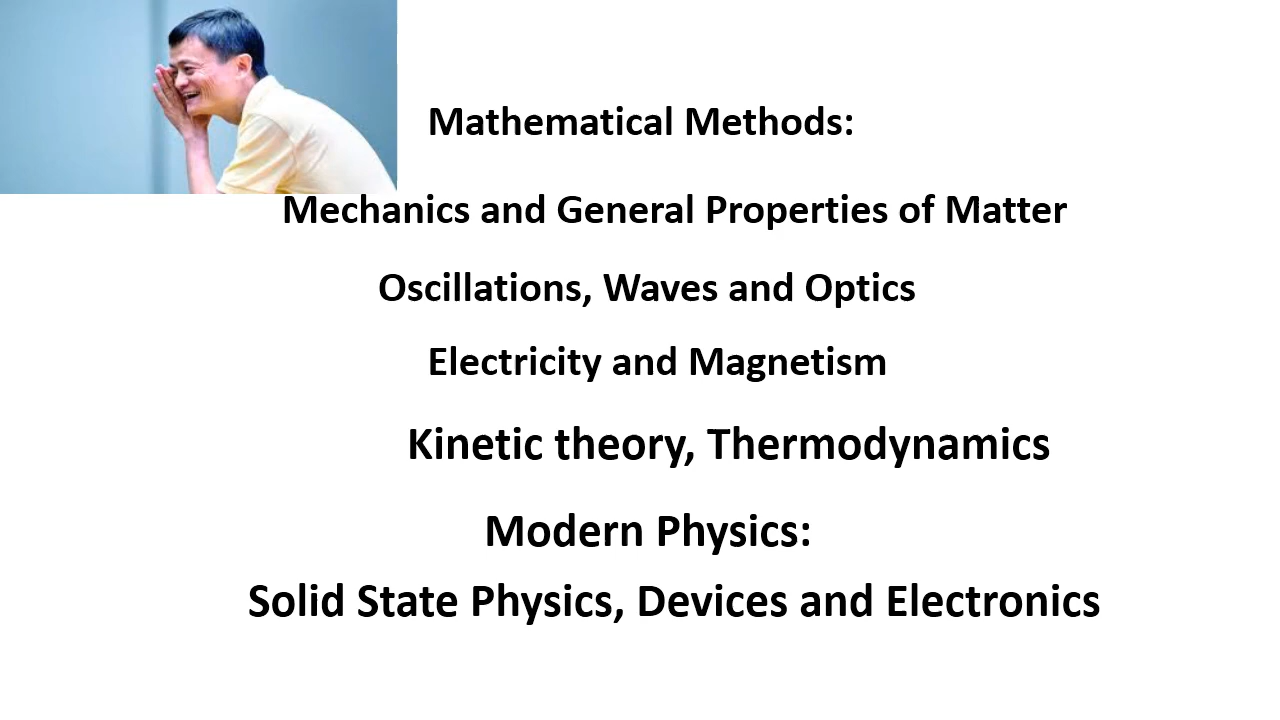 Mathematical Methods:
Mechanics and General Properties of Matter
Oscillations, Waves and Optics
Electricity and Magnetism
Kinetic theory, Thermodynamics
Modern Physics:
Solid State Physics, Devices and Electronics